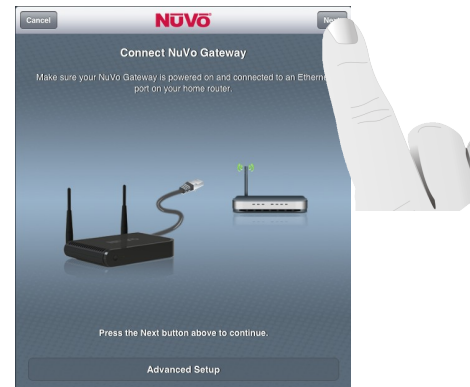 Cancel
NUVO
Connect NuVo Gateway
Make sure your NuVo Gateway is powered on and connected to an
port on your home router.
Press the Next button above to continue.
Advanced Setup